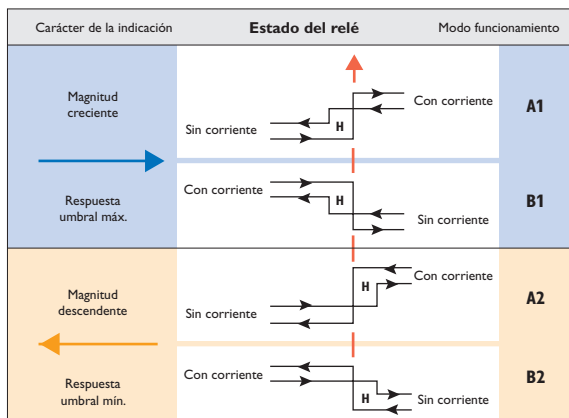 Carácter de la indicación
Estado del relé
Modo funcionamiento
Magnitud
creciente
Con corriente
H
Sin corriente
A1
Respuesta
umbral máx.
Con corriente
H
Sin corriente
B1
Magnitud
descendente
H
Con corriente
Sin corriente
A2
Respuesta
umbral mín.
Con corriente
H
Sin corriente
B2